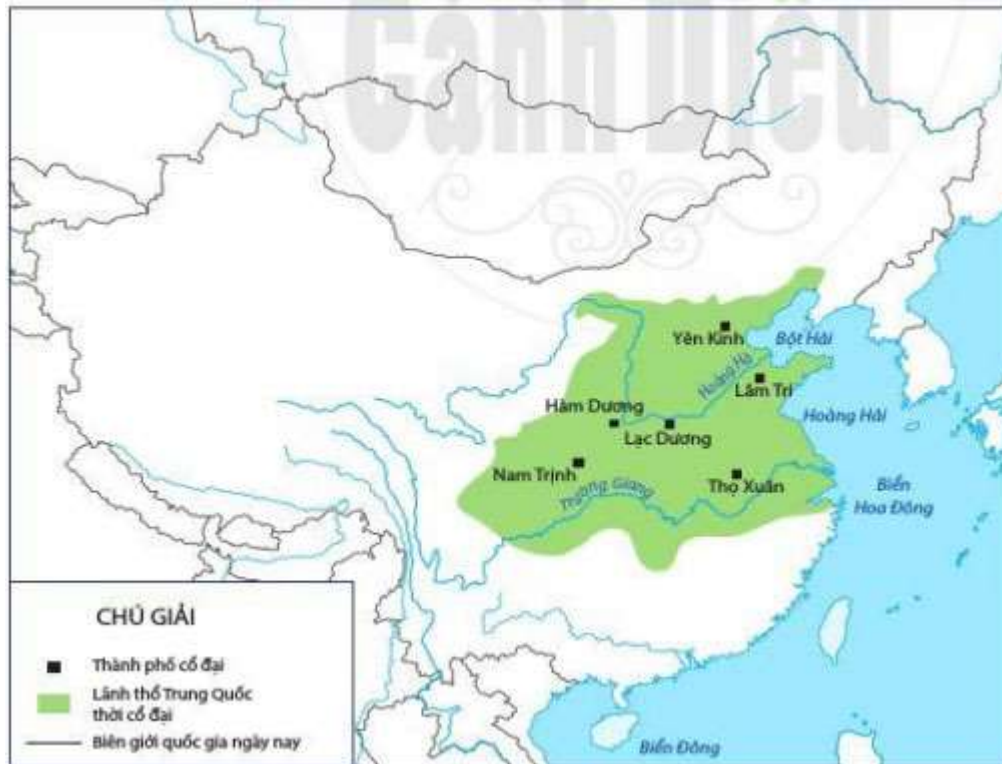 Cánh Diều
Yên Kinh
Bột Hải
Hoàng Hà
Lâm Tri
Hàm Dương
Hoàng Hải
Lạc Dương
Nam Trịnh
Trường Giang
Thọ Xuân
Biển
Hoa Đông
CHÚ GIẢI
Thành phố cổ đại
Lãnh thổ Trung Quốc
thời cổ đại
Biên giới quốc gia ngày nay
Biển Đông